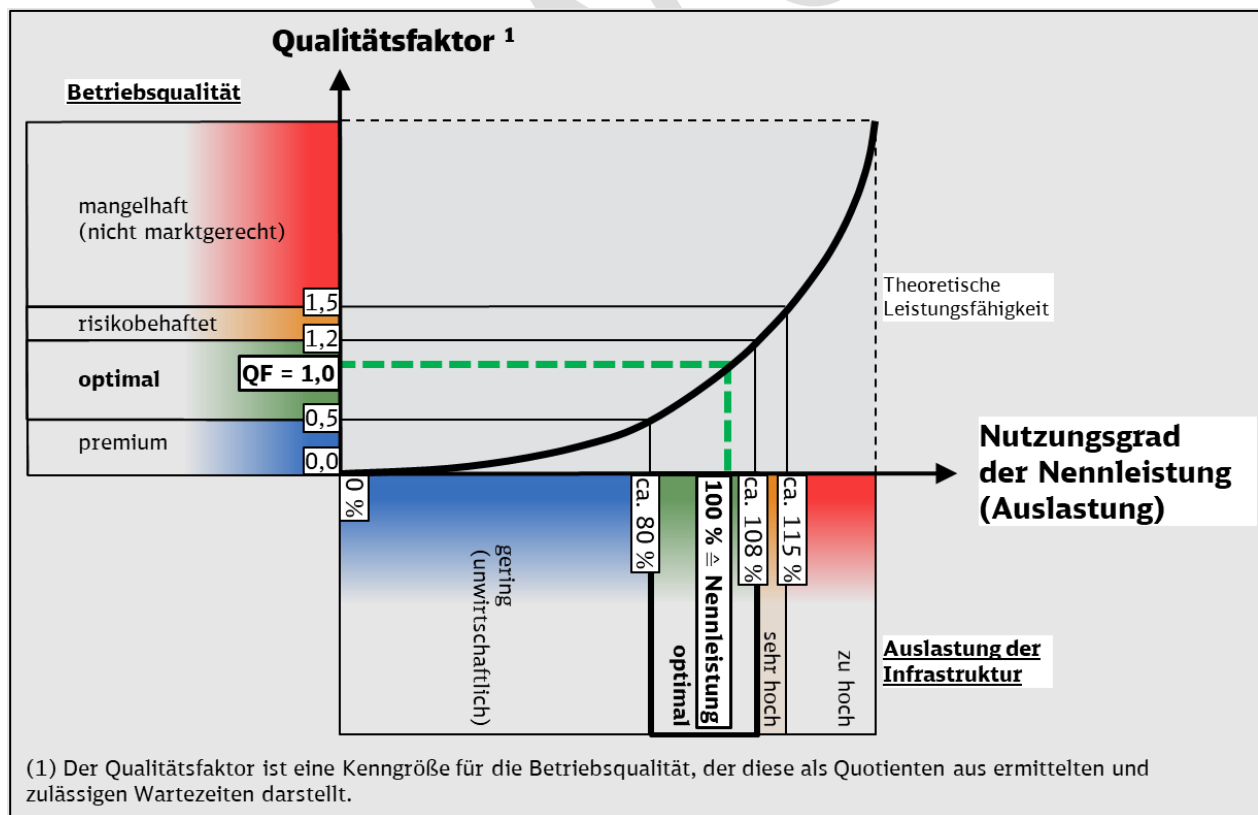 Qualitätsfaktor ¹
Betriebsqualität
mangelhaft
(nicht marktgerecht)
1,5
risikobehaftet
1,2
optimal
QF = 1,0
0,5
premium
0,0
Theoretische
Leistungsfähigkeit
Nutzungsgrad
der Nennleistung
(Auslastung)
0 %
ca. 80 %
100 % ≙ Nennleistung
ca. 108 %
ca. 115 %
gering
(unwirtschaftlich)
optimal
sehr hoch
zu hoch
Auslastung der
Infrastruktur
(1) Der Qualitätsfaktor ist eine Kenngröße für die Betriebsqualität, der diese als Quotienten aus ermittelten und
zulässigen Wartezeiten darstellt.